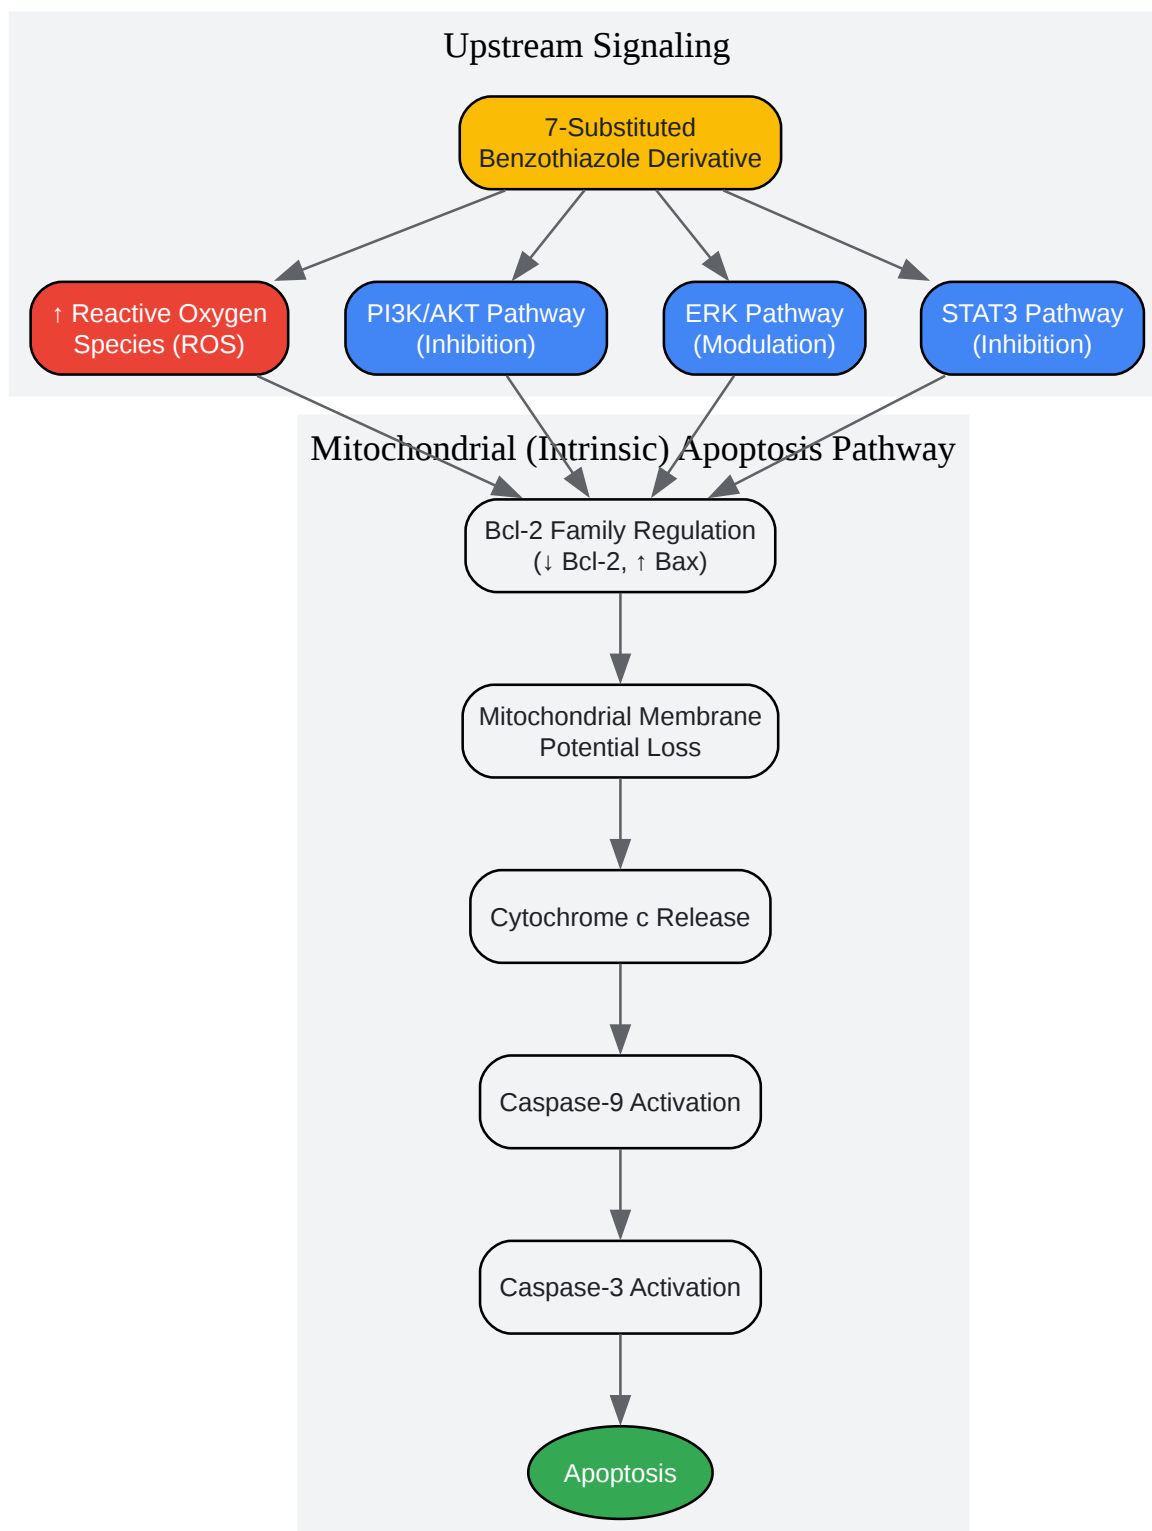 Upstream Signaling
7-Substituted
Benzothiazole Derivative
↑ Reactive Oxygen
Species (ROS)
PI3K/AKT Pathway
(Inhibition)
ERK Pathway
(Modulation)
STAT3 Pathway
(Inhibition)
Mitochondrial (Intrinsic) Apoptosis Pathway
Bcl-2 Family Regulation
(↓ Bcl-2, ↑ Bax)
Mitochondrial Membrane
Potential Loss
Cytochrome c Release
Caspase-9 Activation
Caspase-3 Activation
Apoptosis